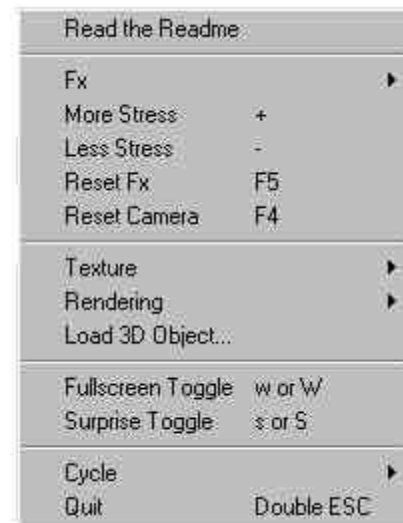 Read the Readme
Fx
More Stress +
Less Stress -
Reset Fx F5
Reset Camera F4
Texture
Rendering
Load 3D Object...
Fullscreen Toggle w or W
Surprise Toggle s or S
Cycle
Quit Double ESC